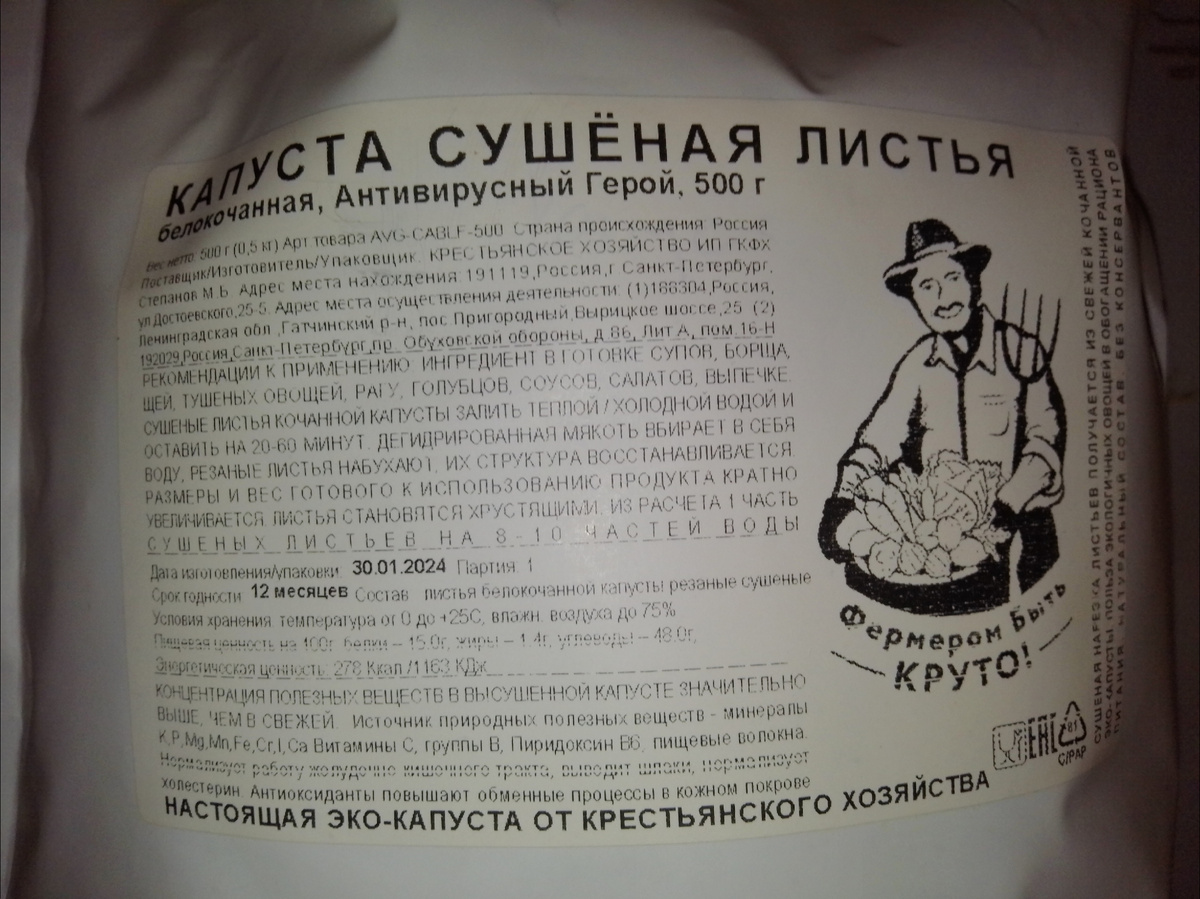 КАПУСТА СУШЁНАЯ ЛИСТЬЯ
белокочанная, Антивирусный Герой, 500 г
Вес нетто 500 г (0,5 кг) Арт.товара AVG-CABLF-500 Страна происхождения: Россия
Поставщик/Изготовитель/Упаковщик: КРЕСТЬЯНСКОЕ ХОЗЯЙСТВО ИП ГКФХ
Степанов М.Б. Адрес места нахождения: 191119,Россия,г.Санкт-Петербург,
ул.Достоевского,25-5. Адрес места осуществления деятельности: (1)188304,Россия,
Ленинградская обл.,Гатчинский р-н, пос.Пригородный,Вырицкое шоссе,25 (2)
192029,Россия,Санкт-Петербург,пр. Обуховской обороны, д.86, Лит А, пом.16-Н
РЕКОМЕНДАЦИИ К ПРИМЕНЕНИЮ: ИНГРЕДИЕНТ В ГОТОВКЕ СУПОВ, БОРЩА,
ЩЕЙ, ТУШЕНЫХ ОВОЩЕЙ, РАГУ, ГОЛУБЦОВ, СОУСОВ, САЛАТОВ, ВЫПЕЧКЕ.
СУШЕНЫЕ ЛИСТЬЯ КОЧАННОЙ КАПУСТЫ ЗАЛИТЬ ТЕПЛОЙ / ХОЛОДНОЙ ВОДОЙ И
ОСТАВИТЬ НА 20-60 МИНУТ. ДЕГИДРИРОВАННАЯ МЯКОТЬ ВБИРАЕТ В СЕБЯ
ВОДУ, РЕЗАНЫЕ ЛИСТЬЯ НАБУХАЮТ, ИХ СТРУКТУРА ВОССТАНАВЛИВАЕТСЯ.
РАЗМЕРЫ И ВЕС ГОТОВОГО К ИСПОЛЬЗОВАНИЮ ПРОДУКТА КРАТНО
УВЕЛИЧИВАЕТСЯ. ЛИСТЬЯ СТАНОВЯТСЯ ХРУСТЯЩИМИ. ИЗ РАСЧЕТА 1 ЧАСТЬ
СУШЕНЫХ ЛИСТЬЕВ НА 8-10 ЧАСТЕЙ ВОДЫ
Дата изготовления/упаковки: 30.01.2024 Партия: 1
Срок годности: 12 месяцев Состав: листья белокочанной капусты резаные сушеные
Условия хранения: температура от 0 до +25С, влажн. воздуха до 75%
Пищевая ценность на 100г: белки – 15.0г, жиры – 1.4г, углеводы – 48.0г,
Энергетическая ценность: 278 Ккал /1163 КДж
КОНЦЕНТРАЦИЯ ПОЛЕЗНЫХ ВЕЩЕСТВ В ВЫСУШЕННОЙ КАПУСТЕ ЗНАЧИТЕЛЬНО
ВЫШЕ, ЧЕМ В СВЕЖЕЙ. Источник природных полезных веществ - минералы
K,P,Mg,Mn,Fe,Cr,I,Ca Витамины С, группы В, Пиридоксин В6, пищевые волокна.
Нормализует работу желудочно кишечного тракта, выводит шлаки, нормализует
холестерин. Антиоксиданты повышают обменные процессы в кожном покрове
НАСТОЯЩАЯ ЭКО-КАПУСТА ОТ КРЕСТЬЯНСКОГО ХОЗЯЙСТВА
Фермером Быть
КРУТО!
EAC
81
C/PAP
СУШЕНАЯ НАРЕЗКА ЛИСТЬЕВ ПОЛУЧАЕТСЯ ИЗ СВЕЖЕЙ КОЧАННОЙ
ЭКО-КАПУСТЫ. ПОЛЬЗА ЭКОЛОГИЧНЫХ ОВОЩЕЙ В ОБОГАЩЕНИИ РАЦИОНА
ПИТАНИЯ. НАТУРАЛЬНЫЙ СОСТАВ, БЕЗ КОНСЕРВАНТОВ